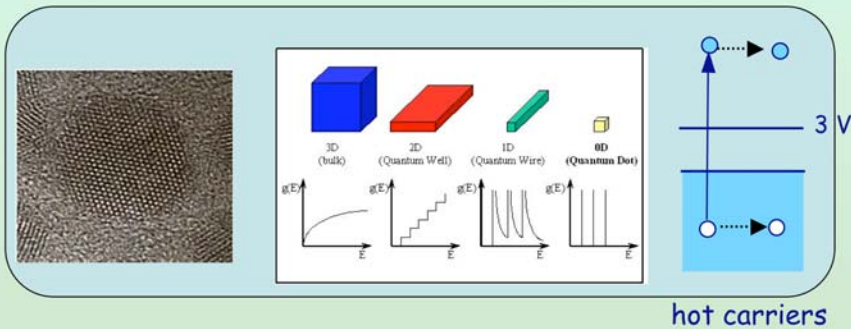 3D
(bulk)
2D
(Quantum Well)
1D
(Quantum Wire)
0D
(Quantum Dot)
g(E)
E
g(E)
E
g(E)
E
g(E)
E
3 V
hot carriers